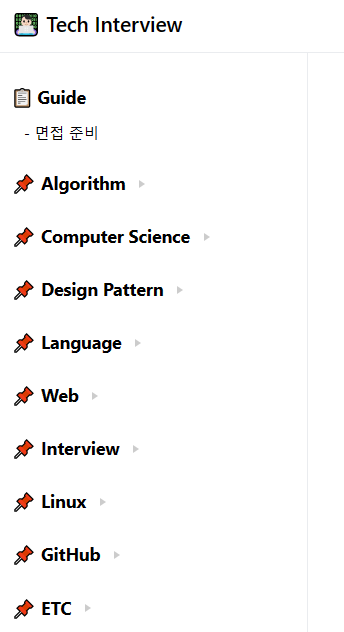 Tech Interview
Guide
- 면접 준비
Algorithm
Computer Science
Design Pattern
Language
Web
Interview
Linux
GitHub
ETC